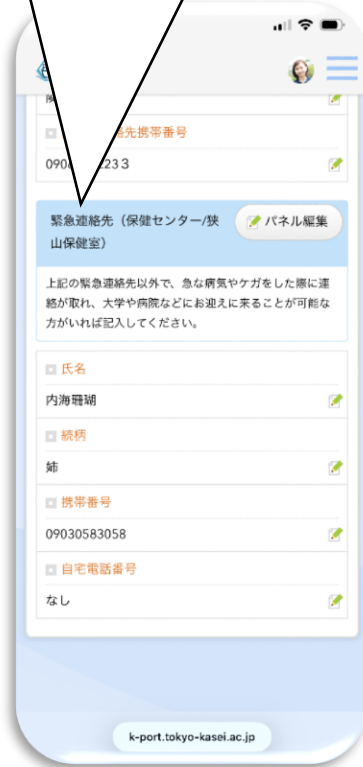 先携帯番号
233
緊急連絡先（保健センター/狭
山保健室）
パネル編集
上記の緊急連絡先以外で、急な病気やケガをした際に連
絡が取れ、大学や病院などにお迎えに来ることが可能な
方がいれば記入してください。
氏名
内海珊瑚
続柄
姉
携帯番号
09030583058
自宅電話番号
なし
k-port.tokyo-kasei.ac.jp